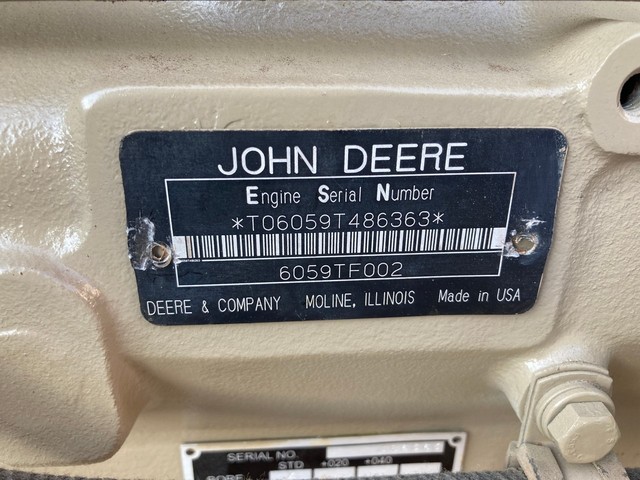 JOHN DEERE
Engine Serial Number
*T06059T486363*
6059TF002
DEERE & COMPANY MOLINE, ILLINOIS Made in USA
SERIAL NO.
STD +020 +040
BORE